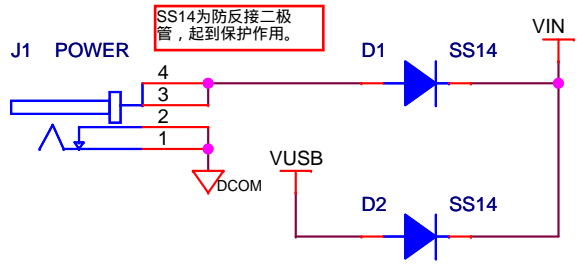 SS14为防反接二极
管，起到保护作用。
VIN
J1 POWER
D1 SS14
4
3
2
1
VUSB
DCOM
D2 SS14